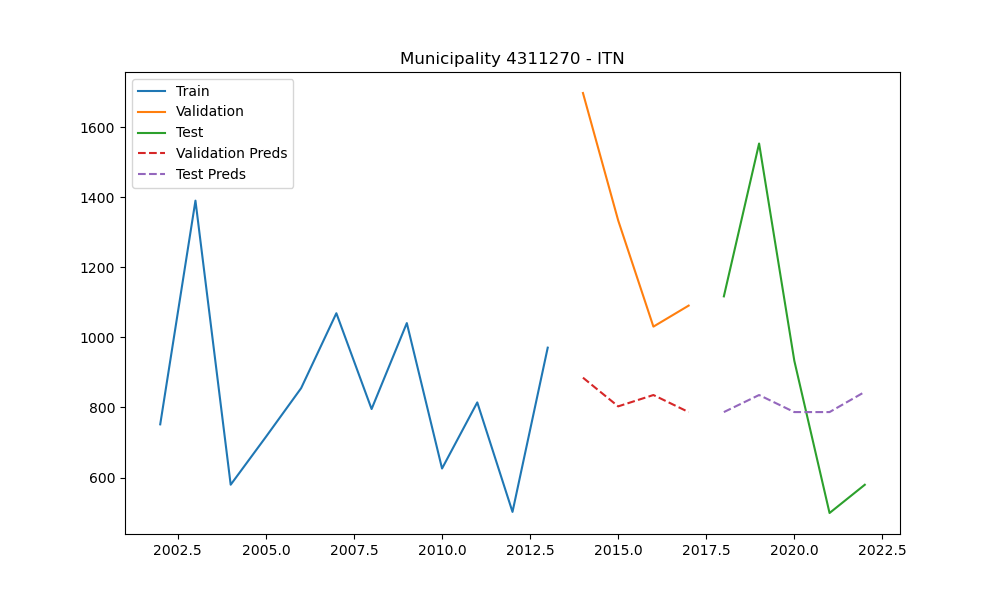 Municipality 4311270 - ITN
Train
Validation
Test
Validation Preds
Test Preds
1600
1400
1200
1000
800
600
2002.5 2005.0 2007.5 2010.0 2012.5 2015.0 2017.5 2020.0 2022.5